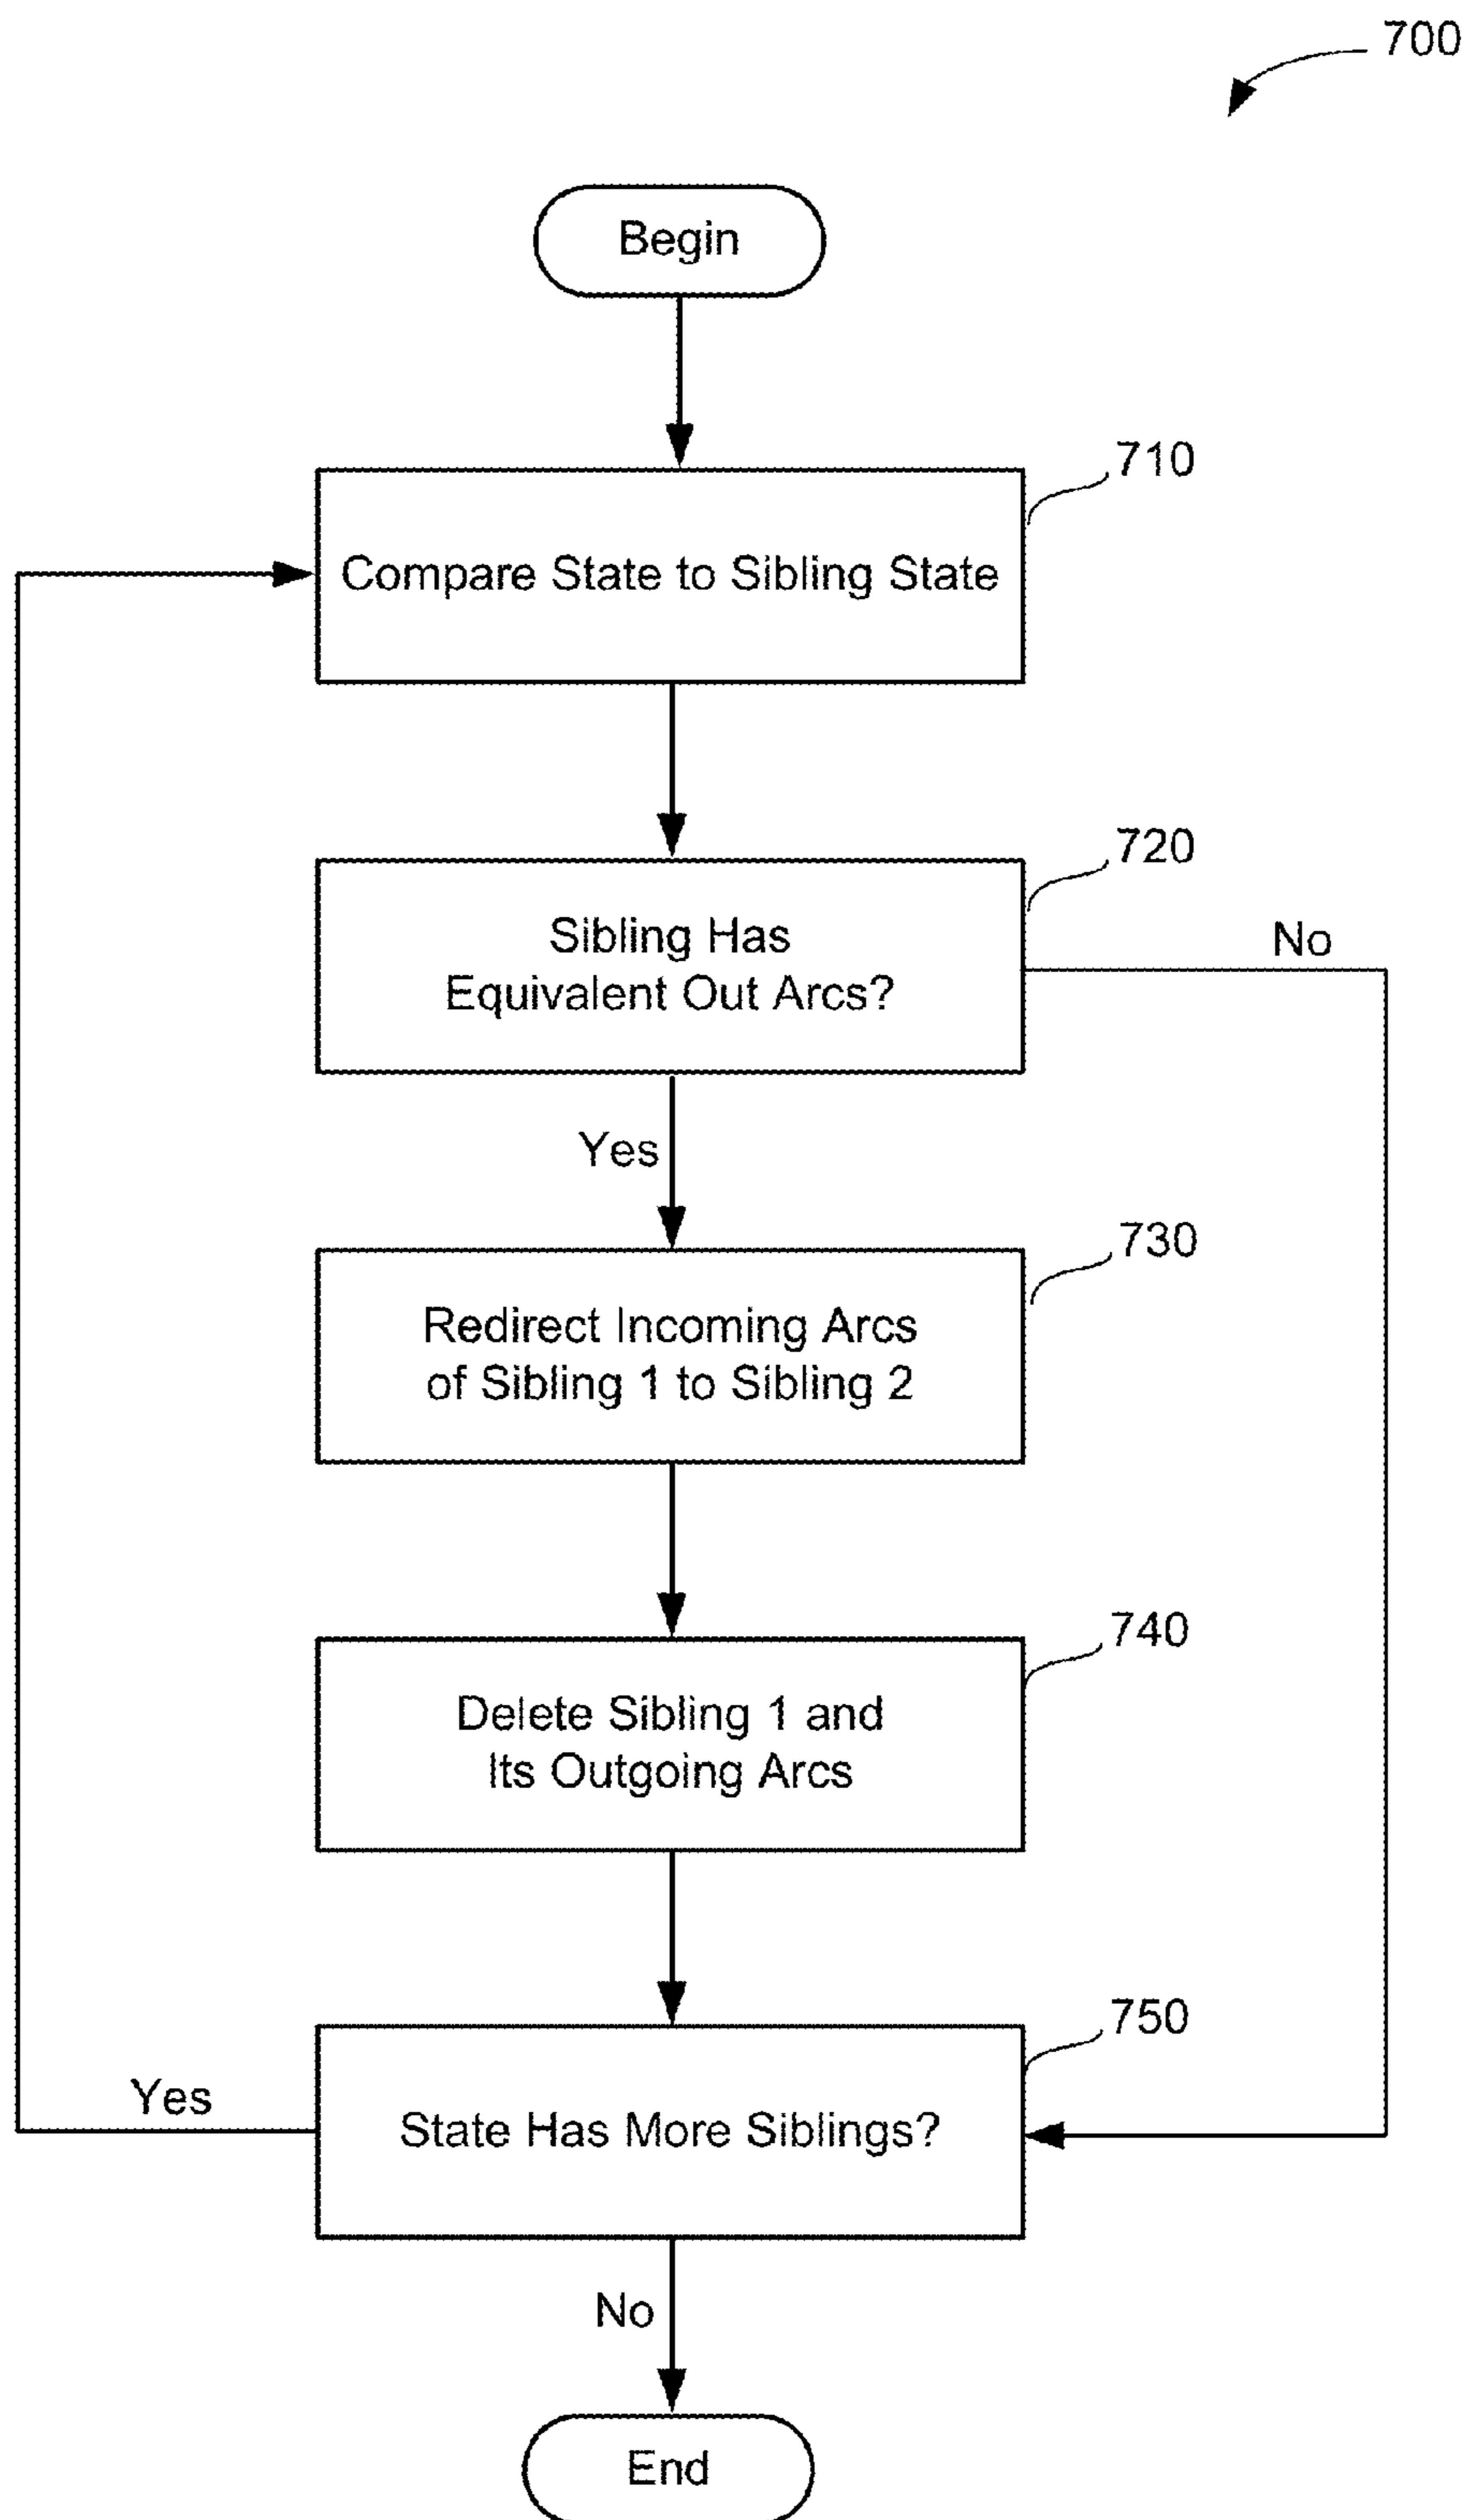 700
Begin
710
Compare State to Sibling State
720
Sibling Has
Equivalent Out Arcs?
No
Yes
730
Redirect Incoming Arcs
of Sibling 1 to Sibling 2
740
Delete Sibling 1 and
Its Outgoing Arcs
750
State Has More Siblings?
Yes
No
End